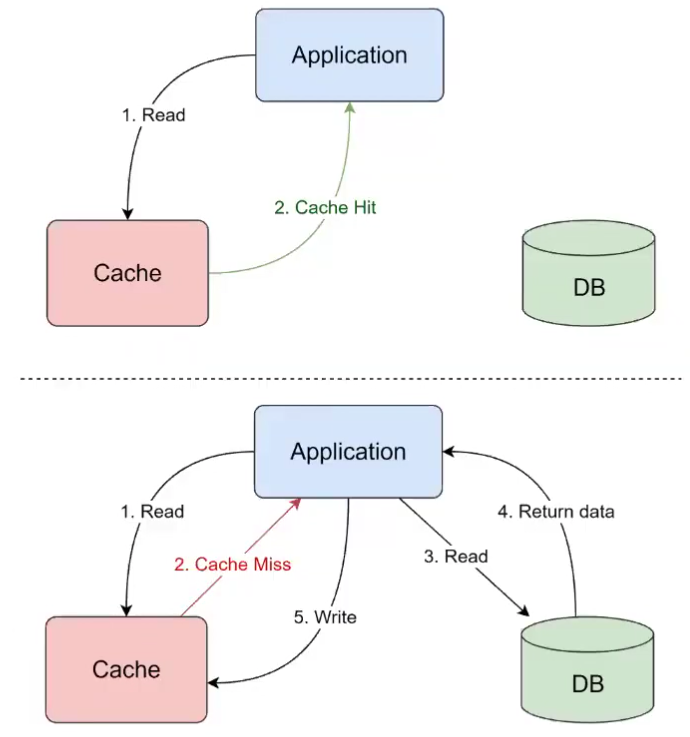 Application
1. Read
2. Cache Hit
Cache
DB
Application
1. Read
4. Return data
3. Read
2. Cache Miss
5. Write
Cache
DB